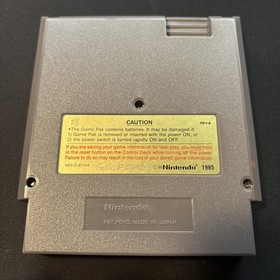 CAUTION
REV-A
•This Game Pak contains batteries. It may be damaged if:
1) Game Pak is removed or inserted with the power ON, or
2) the power switch is turned rapidly ON and OFF.
If you are saving your game information for later play, you must first
in the reset button on the Control Deck while turning off the power
Failure to do so may result in the loss of your stored game information.
© Nintendo 1985
Nintendo
PAT. PEND. MADE IN JAPAN